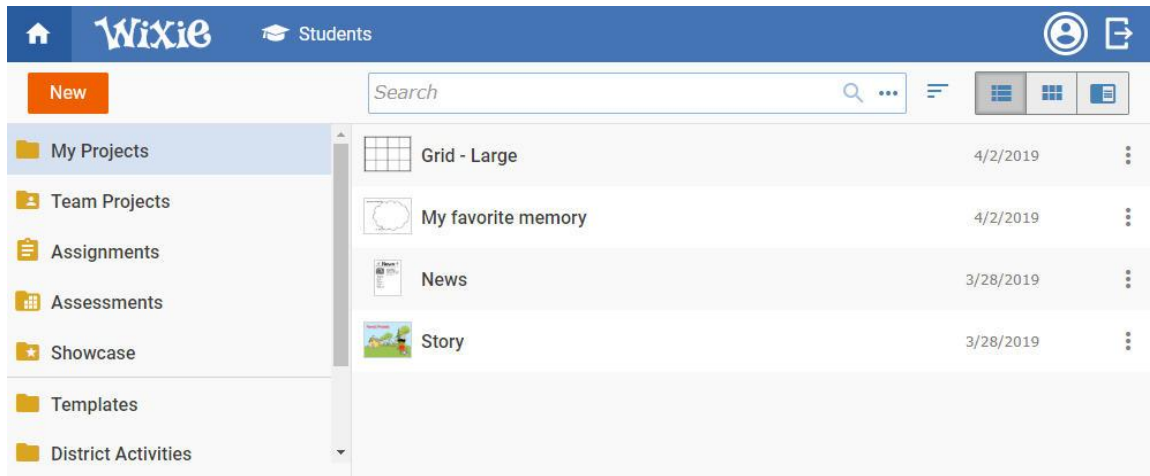 Wixie
Students
New
Search
My Projects
Team Projects
Assignments
Assessments
Showcase
Templates
District Activities
Grid - Large 4/2/2019
My favorite memory 4/2/2019
News 3/28/2019
Story 3/28/2019